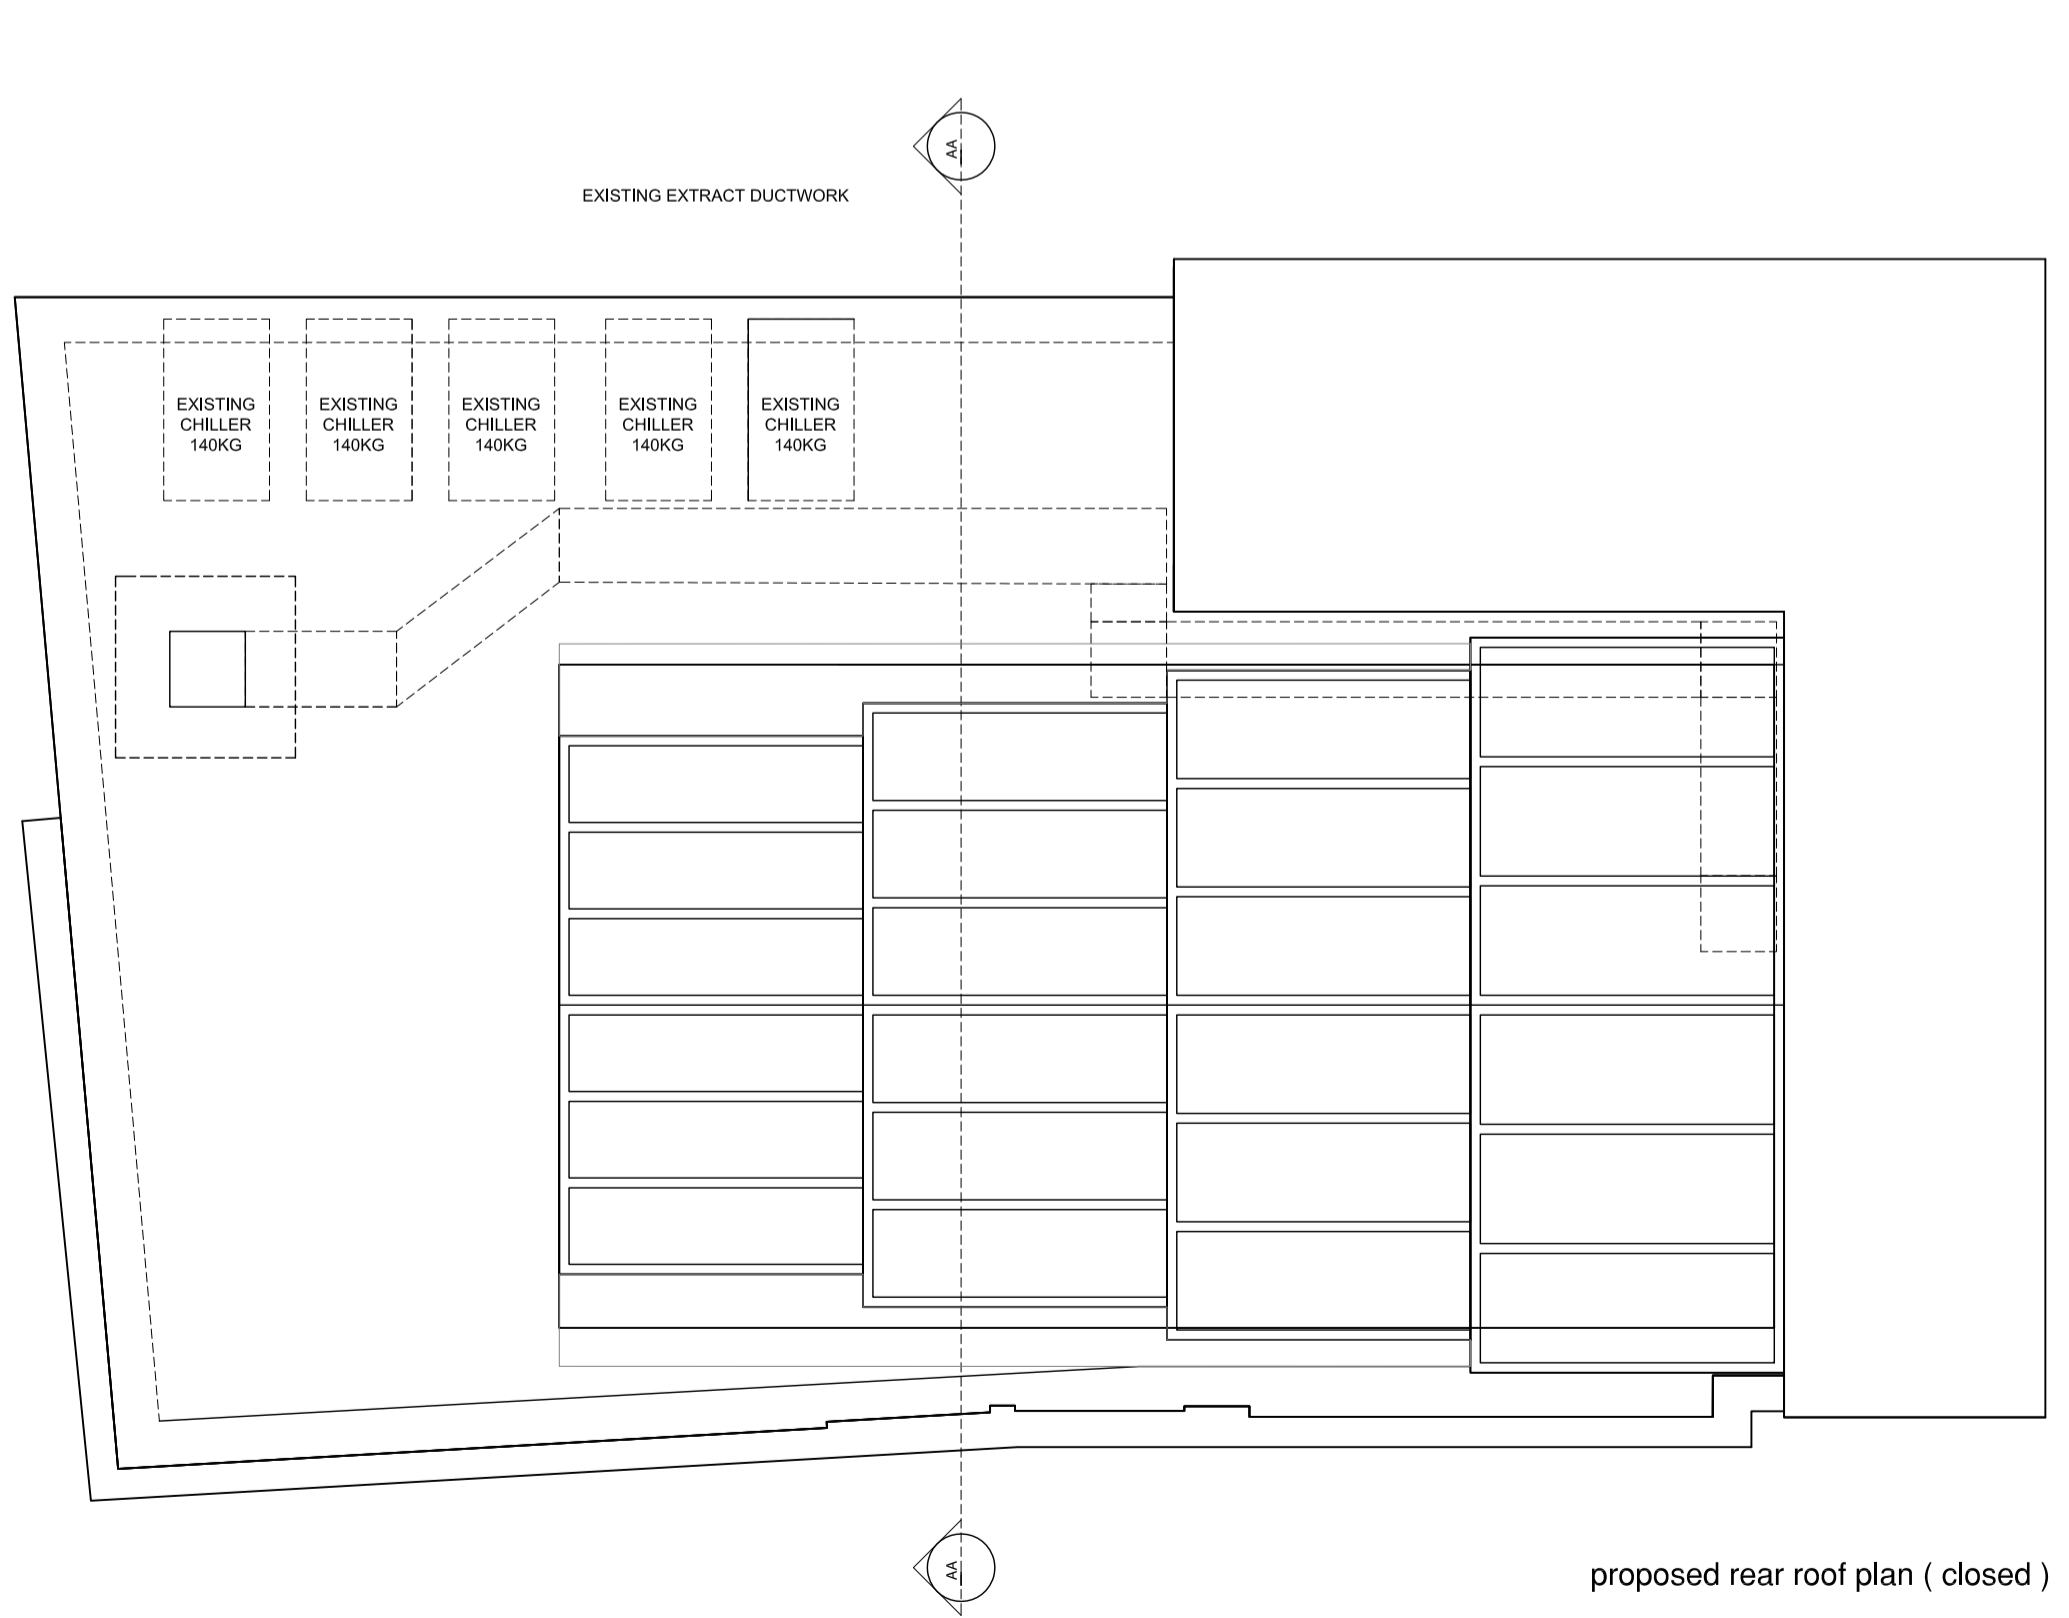 AA
EXISTING EXTRACT DUCTWORK
EXISTING
CHILLER
140KG
EXISTING
CHILLER
140KG
EXISTING
CHILLER
140KG
EXISTING
CHILLER
140KG
EXISTING
CHILLER
140KG
AA
proposed rear roof plan ( closed )